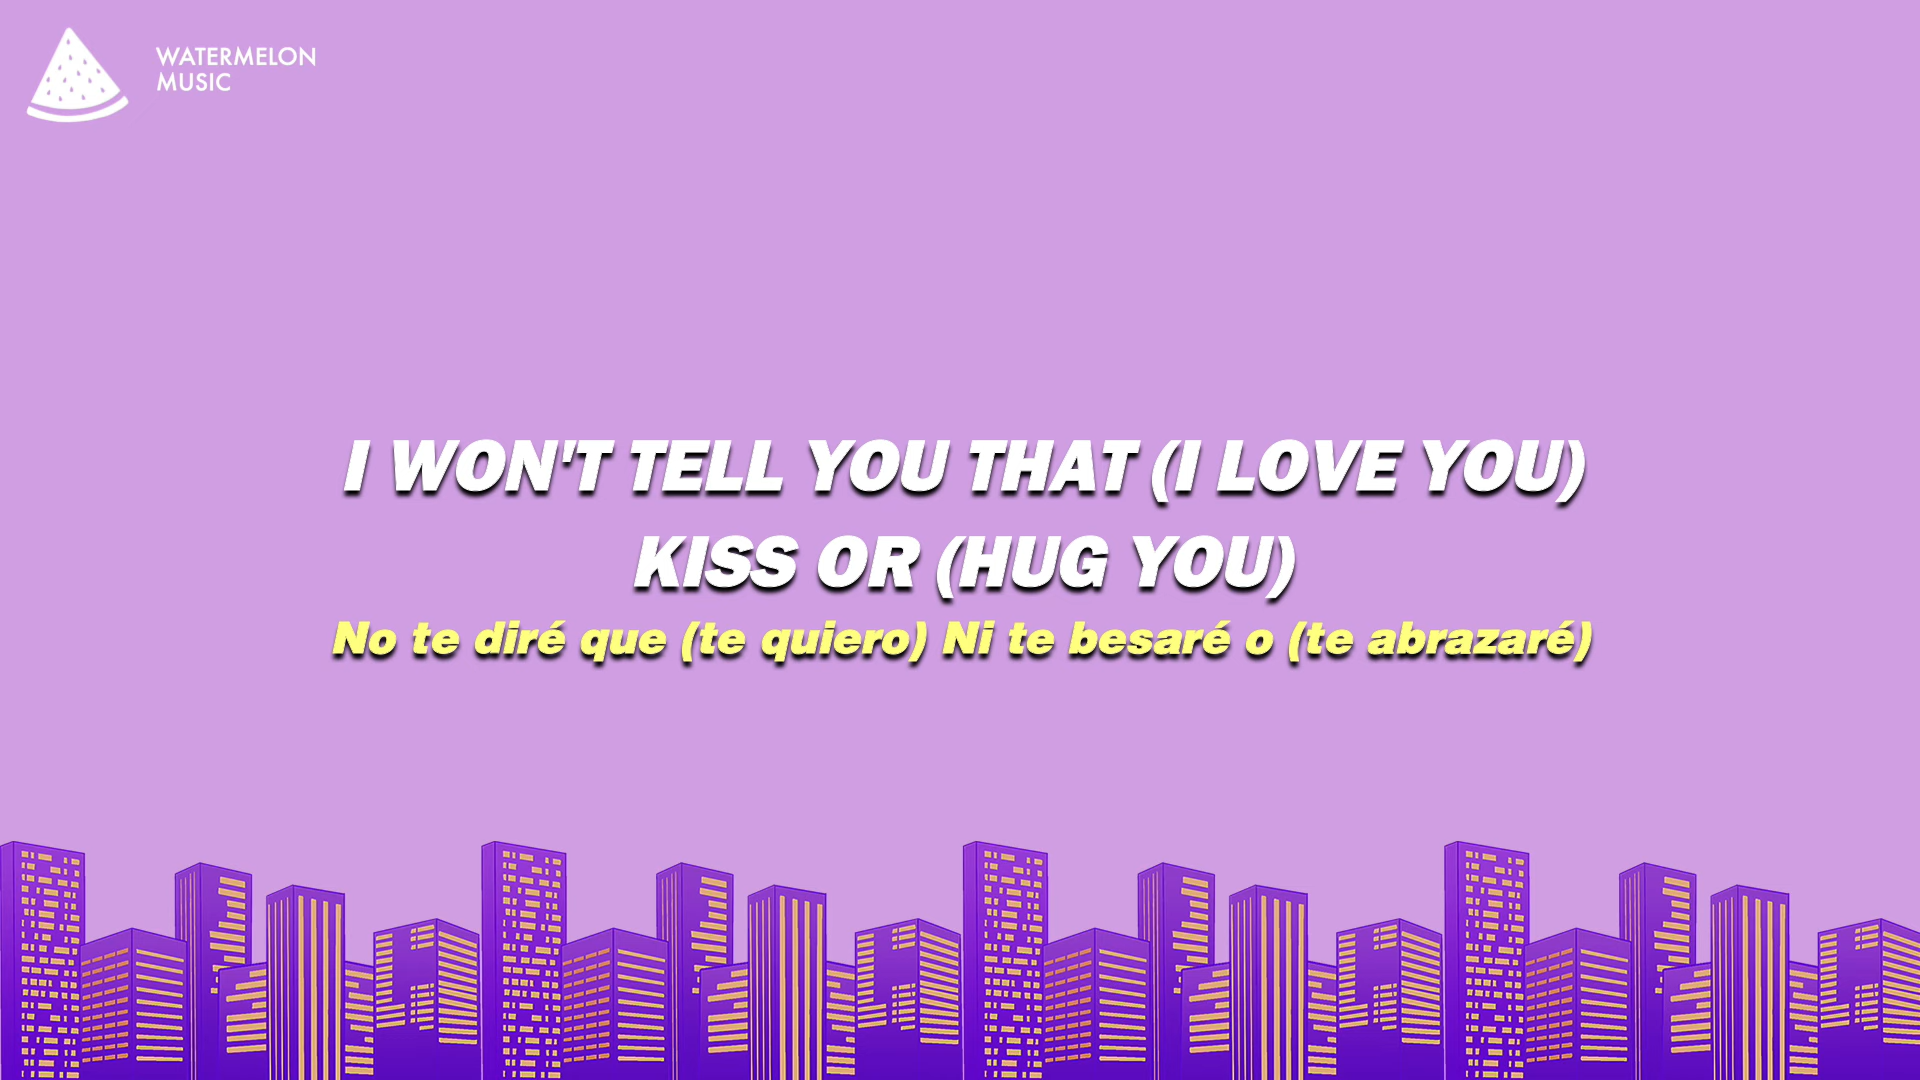 WATERMELON
MUSIC
I WON'T TELL YOU THAT (I LOVE YOU)
KISS OR (HUG YOU)
No te diré que (te quiero) Ni te besaré o (te abrazaré)